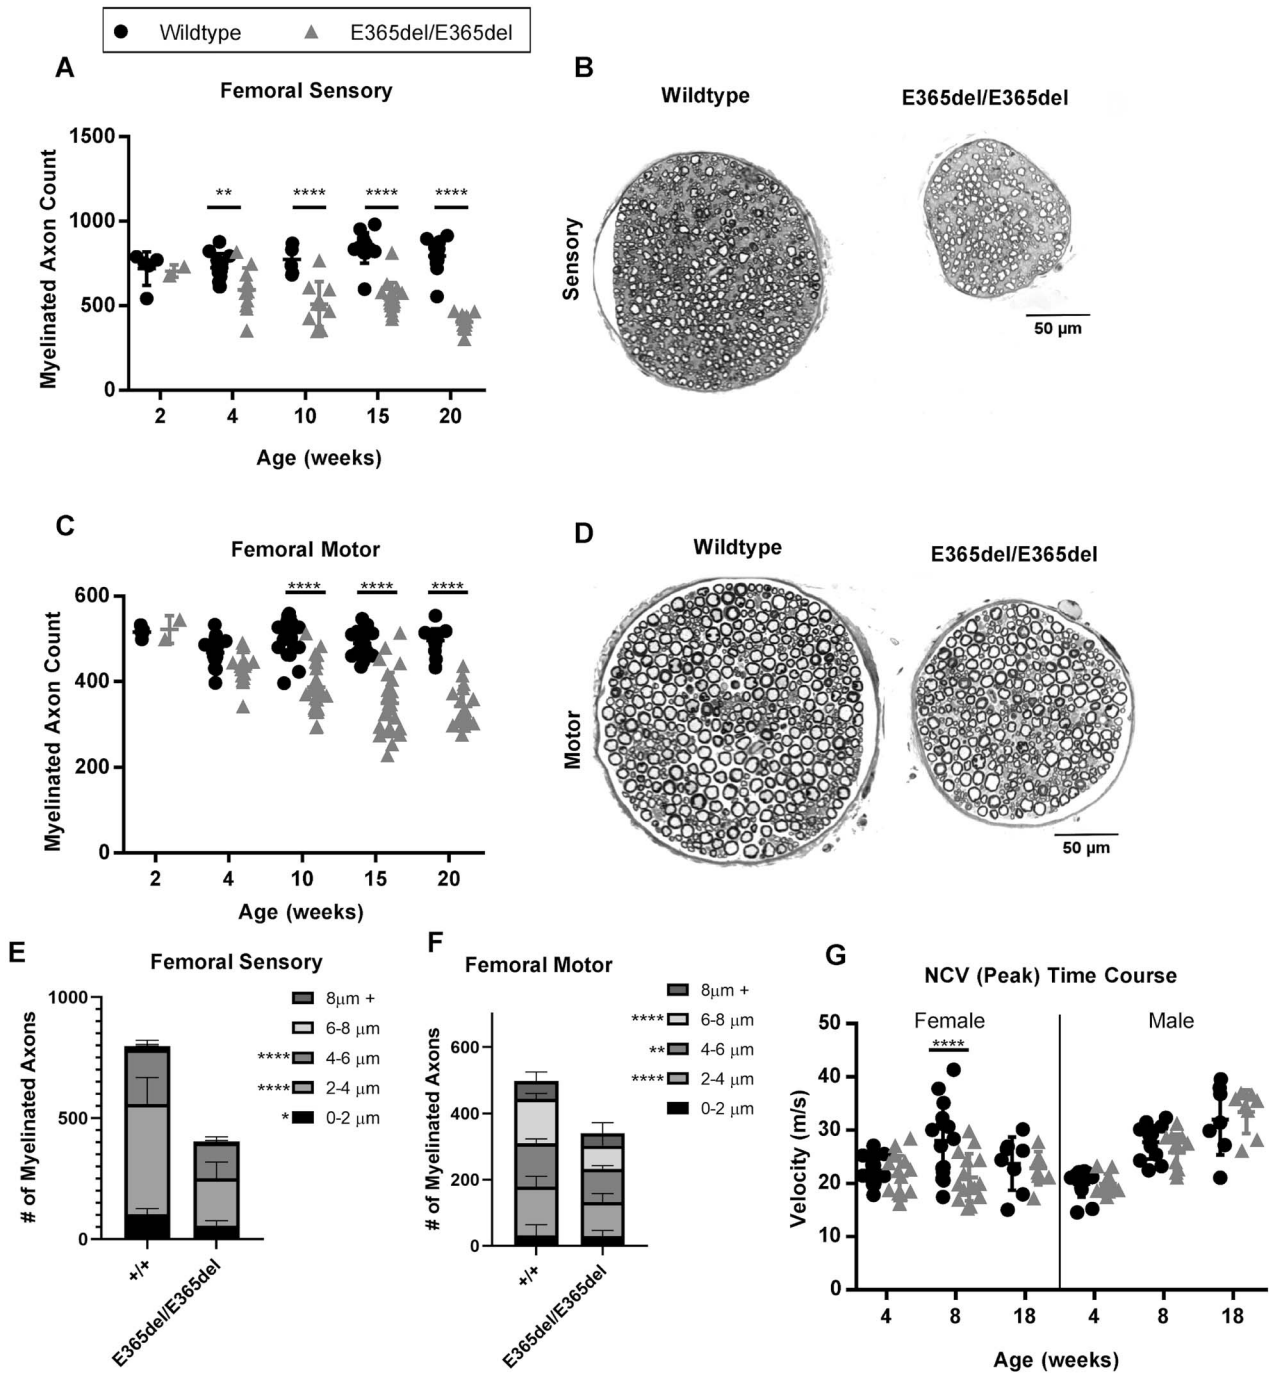 Wildtype E365del/E365del
A
Femoral Sensory
Myelinated Axon Count
1500
1000
500
0
** **** **** ****
2 4 10 15 20
Age (weeks)
B
Wildtype E365del/E365del
Sensory
50 µm
C
Femoral Motor
Myelinated Axon Count
600
400
200
0
**** **** ****
2 4 10 15 20
Age (weeks)
D
Wildtype E365del/E365del
Motor
50 µm
E
Femoral Sensory
# of Myelinated Axons
1000
500
0
8µm +
6-8 µm
**** 4-6 µm
**** 2-4 µm
* 0-2 µm
+/+
E365del/E365del
F
Femoral Motor
# of Myelinated Axons
600
400
200
0
8µm +
**** 6-8 µm
** 4-6 µm
**** 2-4 µm
0-2 µm
+/+
E365del/E365del
G
NCV (Peak) Time Course
Female Male
****
Velocity (m/s)
50
40
30
20
10
0
4 8 18 4 8 18
Age (weeks)